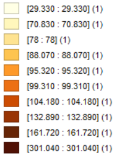 [29.330 : 29.330] (1)
[70.830 : 70.830] (1)
[78 : 78] (1)
[88.070 : 88.070] (1)
[95.320 : 95.320] (1)
[99.310 : 99.310] (1)
[104.180 : 104.180] (1)
[132.890 : 132.890] (1)
[161.720 : 161.720] (1)
[301.040 : 301.040] (1)